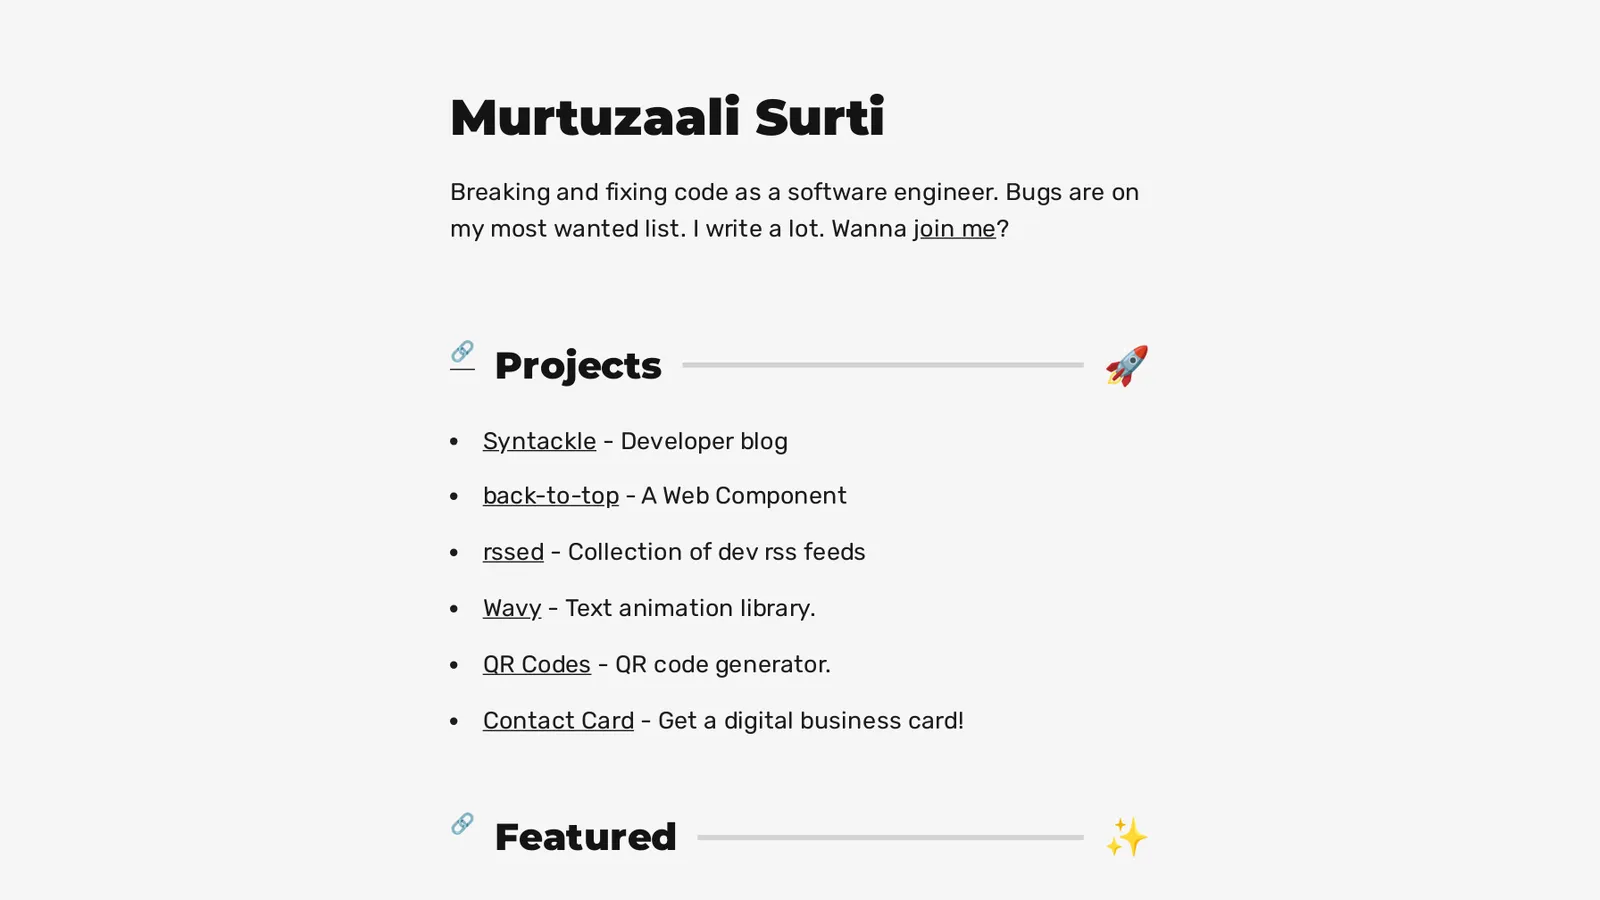 Murtuzaali Surti
Breaking and fixing code as a software engineer. Bugs are on
my most wanted list. I write a lot. Wanna join me?
Projects
Syntackle - Developer blog
back-to-top - A Web Component
rssed - Collection of dev rss feeds
Wavy - Text animation library.
QR Codes - QR code generator.
Contact Card - Get a digital business card!
Featured